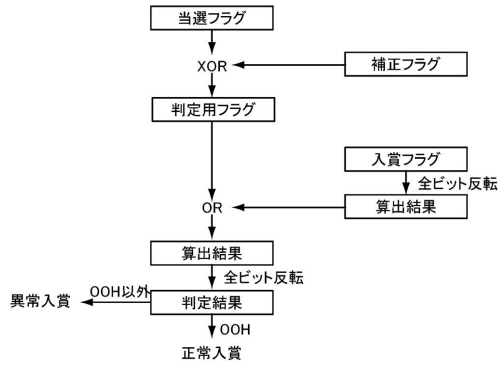 当選フラグ
XOR
補正フラグ
判定用フラグ
入賞フラグ
全ビット反転
OR
算出結果
算出結果
全ビット反転
OOH以外
異常入賞
判定結果
OOH
正常入賞